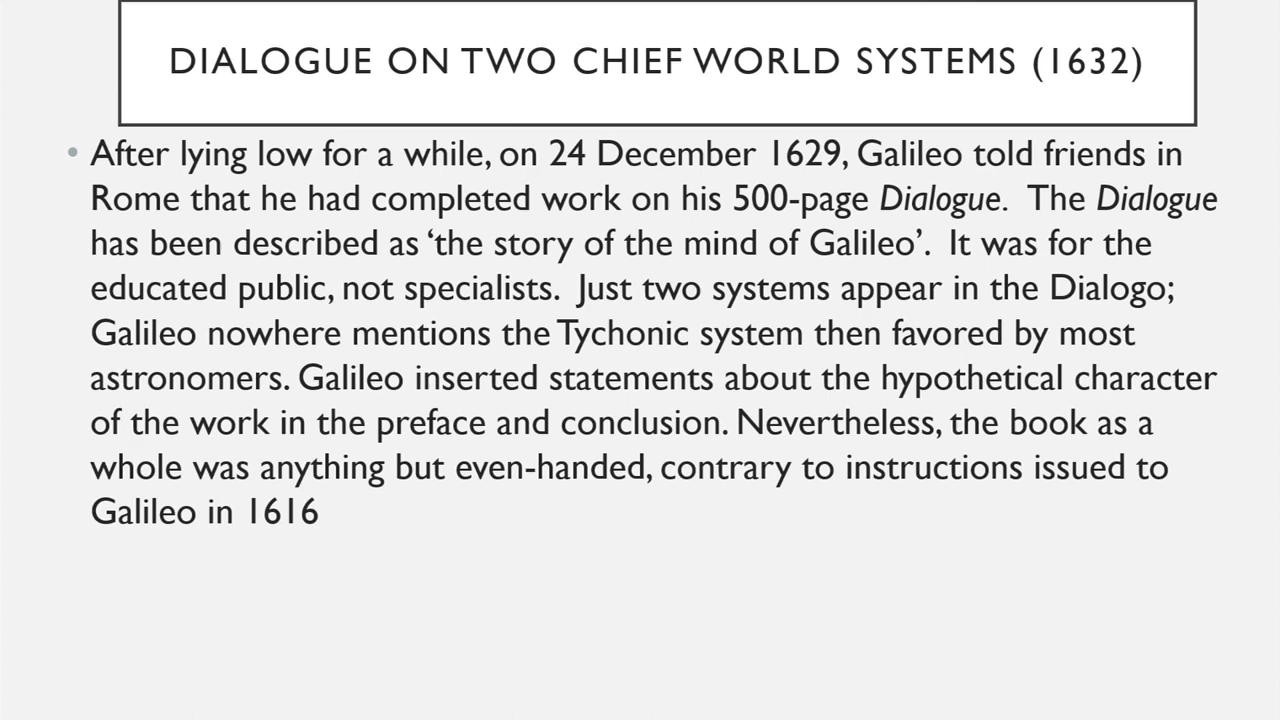 DIALOGUE ON TWO CHIEF WORLD SYSTEMS (1632)
• After lying low for a while, on 24 December 1629, Galileo told friends in
Rome that he had completed work on his 500-page Dialogue. The Dialogue
has been described as ‘the story of the mind of Galileo’. It was for the
educated public, not specialists. Just two systems appear in the Dialogo;
Galileo nowhere mentions the Tychonic system then favored by most
astronomers. Galileo inserted statements about the hypothetical character
of the work in the preface and conclusion. Nevertheless, the book as a
whole was anything but even-handed, contrary to instructions issued to
Galileo in 1616